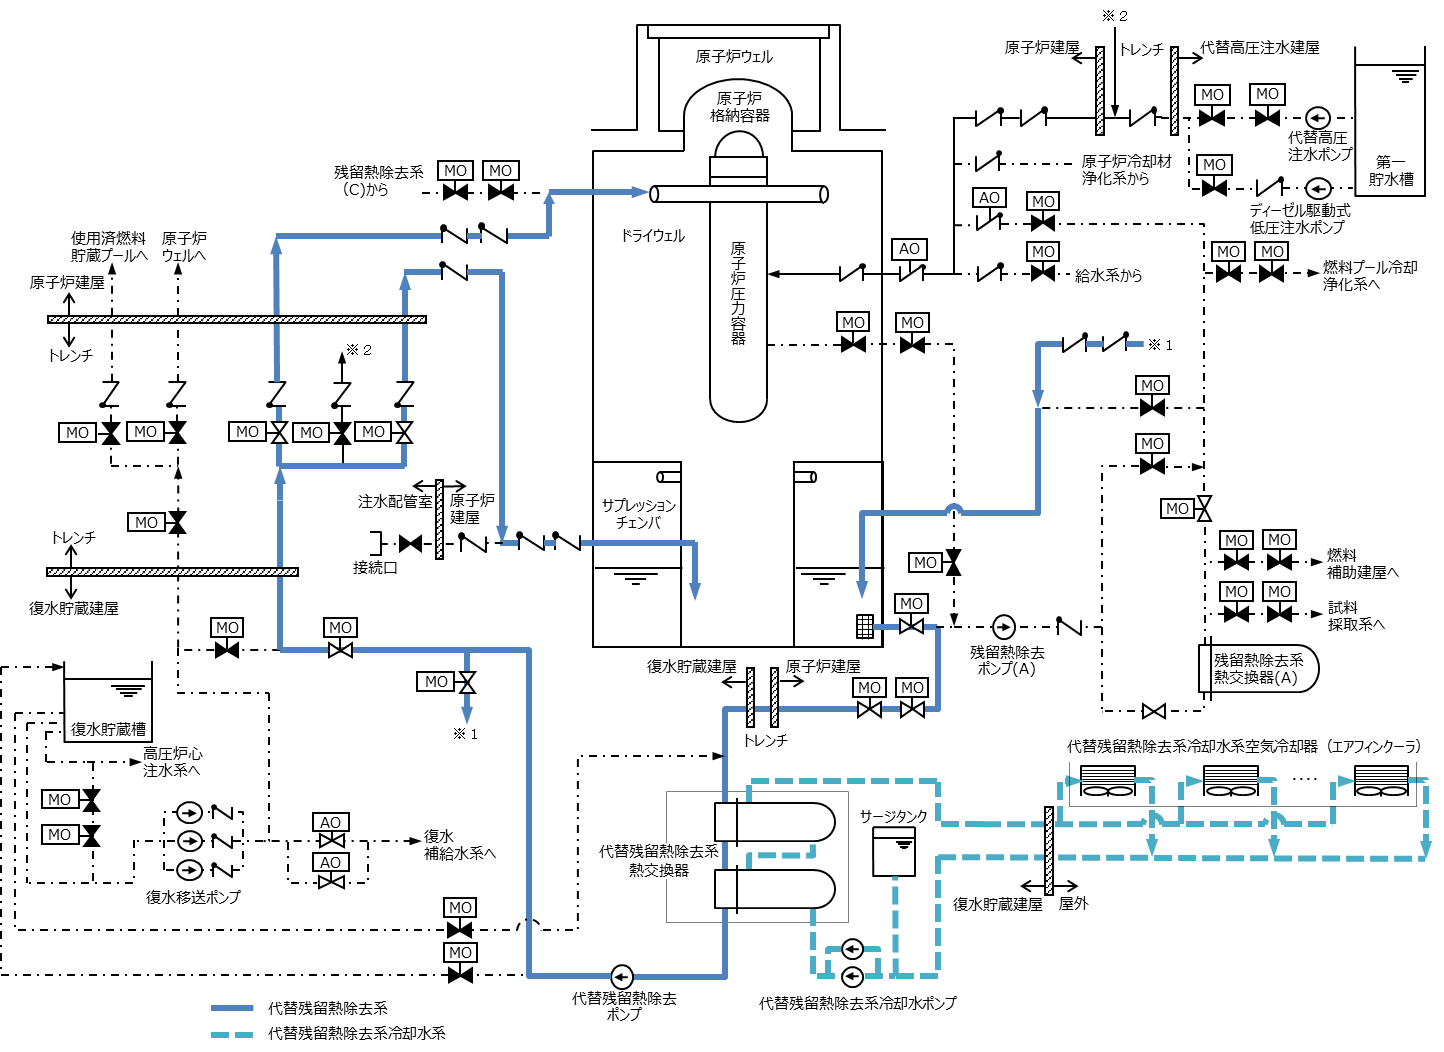 ※２
原子炉建屋
トレンチ
代替高圧注水建屋
原子炉ウェル
原子炉
格納容器
MO
MO
代替高圧
注水ポンプ
第一
貯水槽
残留熱除去系
（C)から
MO
MO
原子炉冷却材
浄化系から
MO
ディーゼル駆動式
低圧注水ポンプ
AO
MO
使用済燃料
貯蔵プールへ
原子炉
ウェルへ
ドライウェル
原子炉圧力容器
AO
MO
給水系から
MO
MO
燃料プール冷却
浄化系へ
原子炉建屋
トレンチ
※２
MO
MO
※１
MO
MO
MO
MO
MO
MO
MO
注水配管室
原子炉
建屋
サプレッション
チェンバ
MO
MO
トレンチ
接続口
MO
MO
MO
燃料
補助建屋へ
復水貯蔵建屋
MO
MO
MO
試料
採取系へ
MO
MO
残留熱除去
ポンプ(A)
残留熱除去系
熱交換器(A)
復水貯蔵建屋
原子炉建屋
MO
MO
MO
復水貯蔵槽
※１
トレンチ
高圧炉心
注水系へ
代替残留熱除去系冷却水系空気冷却器（エアフィンクーラ）
‥‥
MO
MO
AO
AO
復水
補給水系へ
サージタンク
代替残留熱除去系
熱交換器
復水移送ポンプ
復水貯蔵建屋
屋外
MO
MO
代替残留熱除去
ポンプ
代替残留熱除去系冷却水ポンプ
代替残留熱除去系
代替残留熱除去系冷却水系